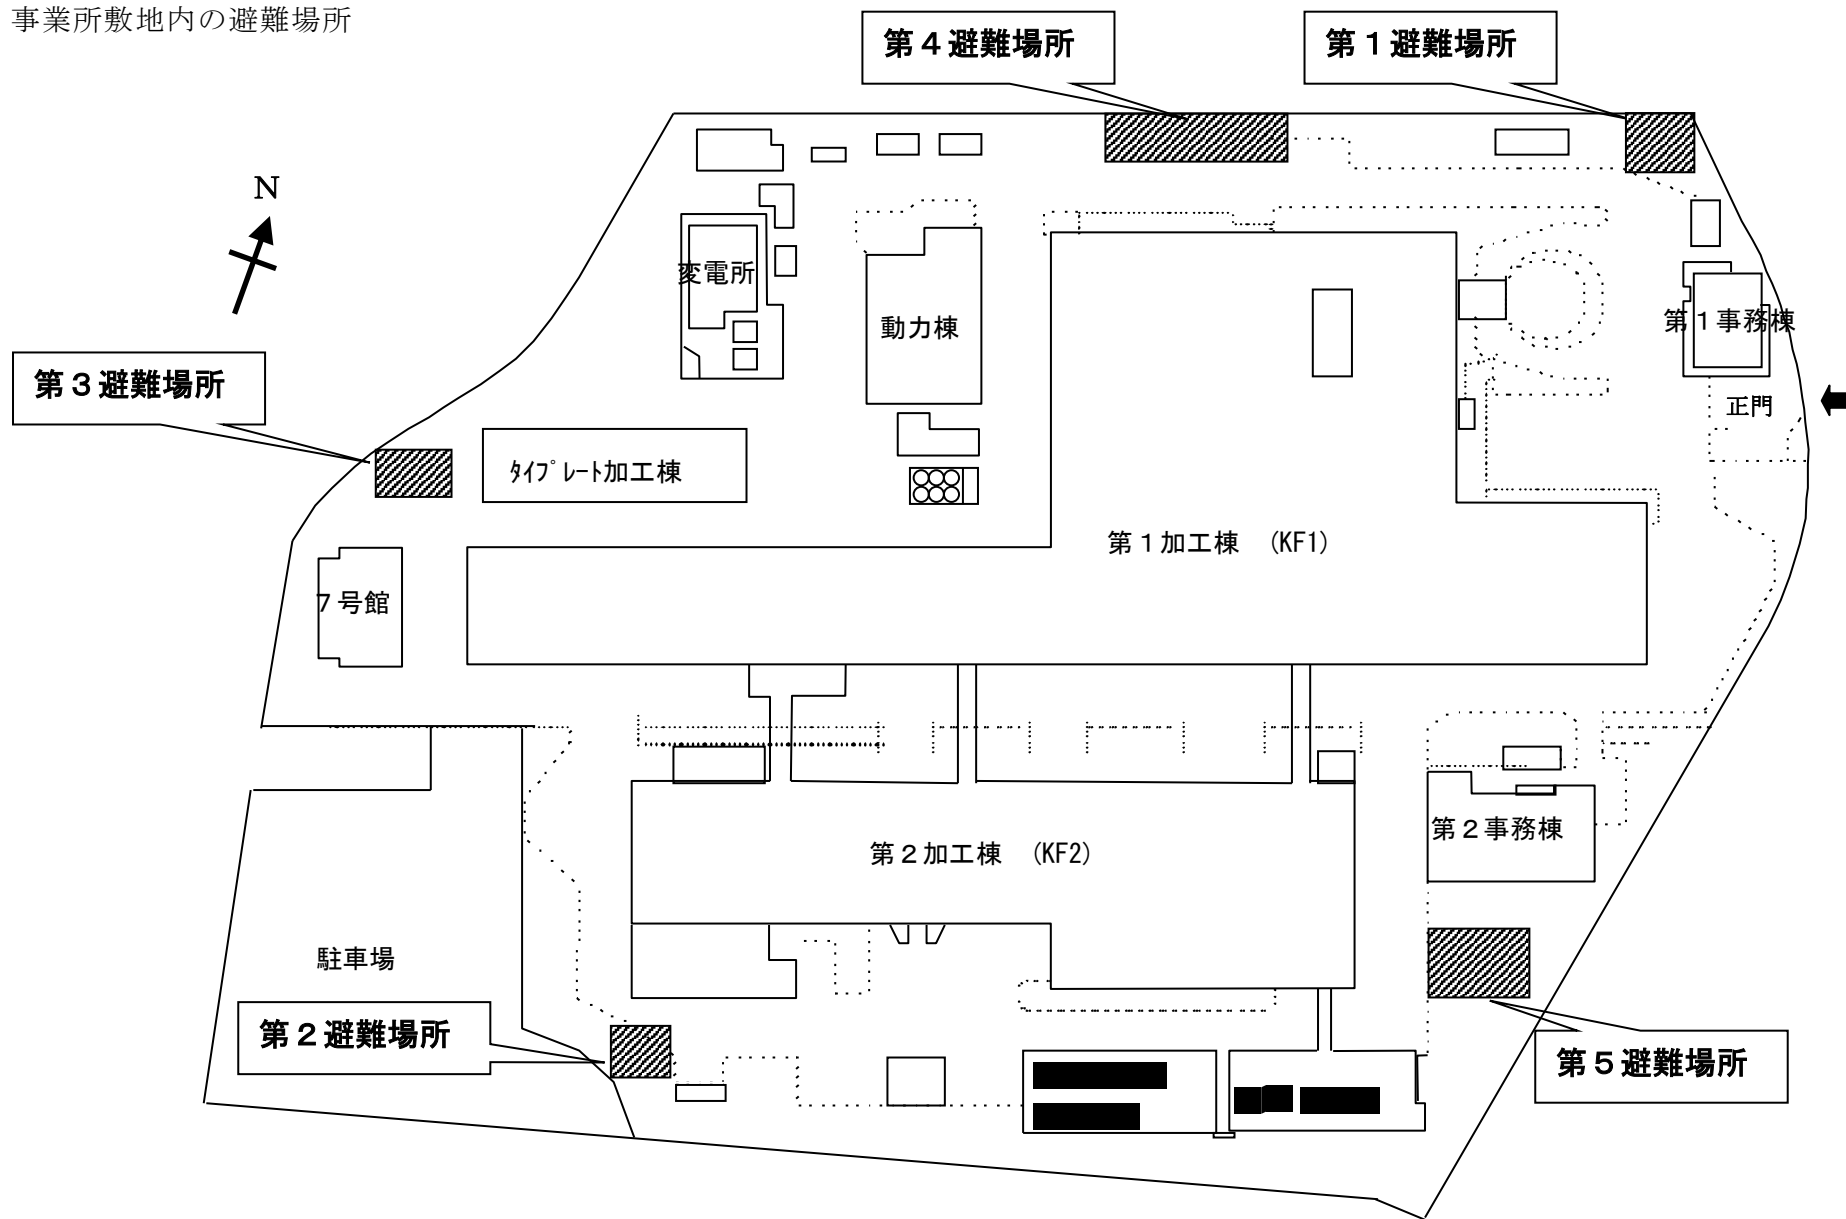 事業所敷地内の避難場所
第４避難場所
第１避難場所
N
変電所
動力棟
第１事務棟
第３避難場所
正門
ﾀｲﾌﾟﾚｰﾄ加工棟
第１加工棟　(KF1)
７号館
第２事務棟
第２加工棟　(KF2)
駐車場
第２避難場所
第５避難場所